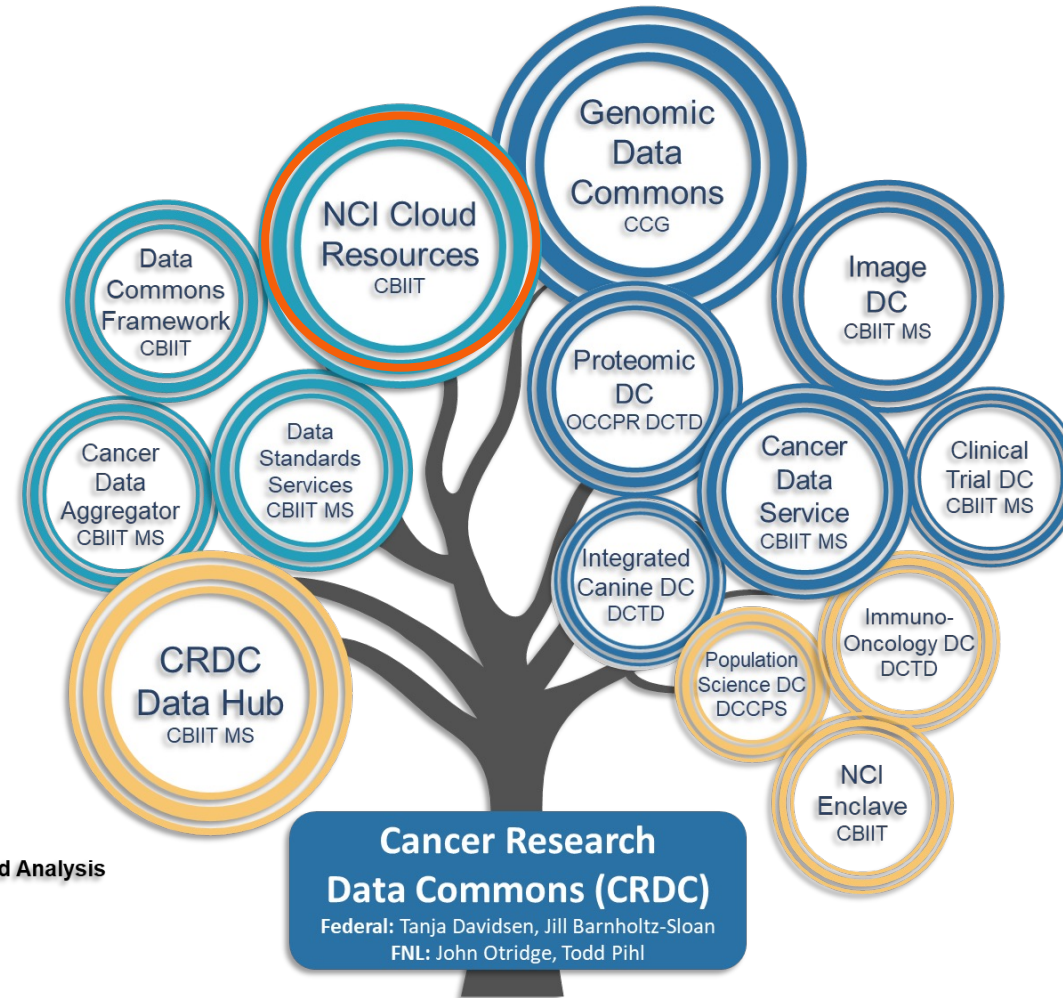 Genomic
Data
Commons
CCG
NCI Cloud
Resources
CBIIT
Data
Commons
Framework
CBIIT
Image
DC
CBIIT MS
Proteomic
DC
OCCPR DCTD
Cancer
Data
Aggregator
CBIIT MS
Data
Standards
Services
CBIIT MS
Cancer
Data
Service
CBIIT MS
Clinical
Trial DC
CBIIT MS
Integrated
Canine DC
DCTD
CRDC
Data Hub
CBIIT MS
Population
Science DC
DCCPS
Immuno-
Oncology DC
DCTD
NCI
Enclave
CBIIT
d Analysis
Cancer Research
Data Commons (CRDC)
Federal: Tanja Davidsen, Jill Barnholtz-Sloan
FNL: John Otridge, Todd Pihl